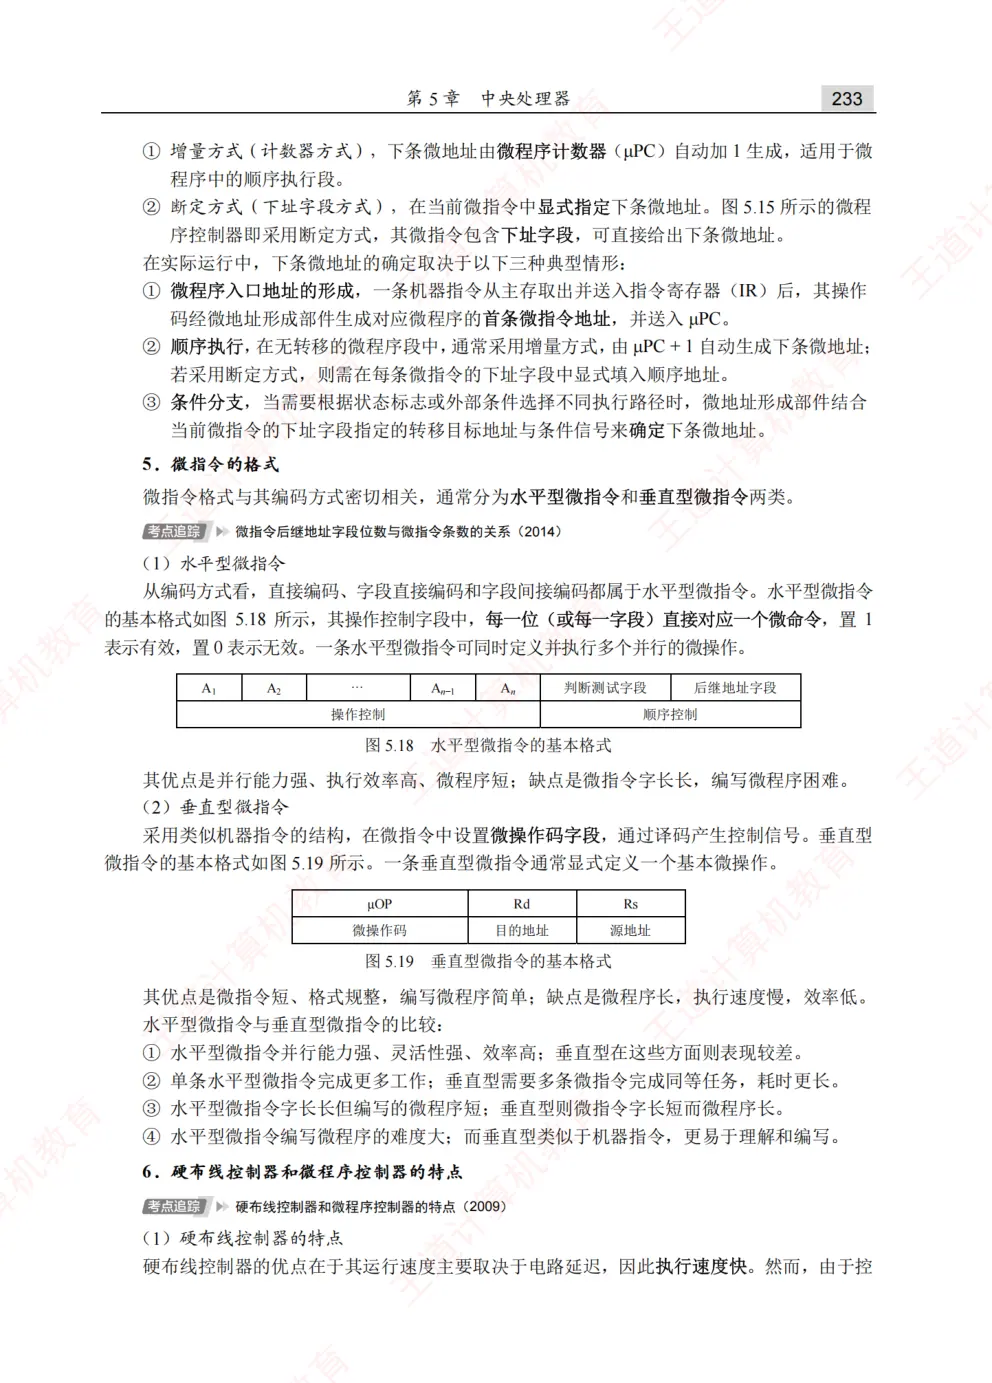 第 5 章　中央处理器
233
① 增量方式（计数器方式），下条微地址由微程序计数器（μPC）自动加 1 生成，适用于微
程序中的顺序执行段。
② 断定方式（下址字段方式），在当前微指令中显式指定下条微地址。图 5.15 所示的微程
序控制器即采用断定方式，其微指令包含下址字段，可直接给出下条微地址。
在实际运行中，下条微地址的确定取决于以下三种典型情形：
① 微程序入口地址的形成，一条机器指令从主存取出并送入指令寄存器（IR）后，其操作
码经微地址形成部件生成对应微程序的首条微指令地址，并送入 μPC。
② 顺序执行，在无转移的微程序段中，通常采用增量方式，由 μPC + 1 自动生成下条微地址；
若采用断定方式，则需在每条微指令的下址字段中显式填入顺序地址。
③ 条件分支，当需要根据状态标志或外部条件选择不同执行路径时，微地址形成部件结合
当前微指令的下址字段指定的转移目标地址与条件信号来确定下条微地址。
5．微指令的格式
微指令格式与其编码方式密切相关，通常分为水平型微指令和垂直型微指令两类。
考点追踪 微指令后继地址字段位数与微指令条数的关系（2014）
（1）水平型微指令
从编码方式看，直接编码、字段直接编码和字段间接编码都属于水平型微指令。水平型微指令
的基本格式如图 5.18 所示，其操作控制字段中，每一位（或每一字段）直接对应一个微命令，置 1
表示有效，置 0 表示无效。一条水平型微指令可同时定义并执行多个并行的微操作。
A1 A2 … An−1 An 判断测试字段 后继地址字段
操作控制 顺序控制
图 5.18　水平型微指令的基本格式
其优点是并行能力强、执行效率高、微程序短；缺点是微指令字长长，编写微程序困难。
（2）垂直型微指令
采用类似机器指令的结构，在微指令中设置微操作码字段，通过译码产生控制信号。垂直型
微指令的基本格式如图 5.19 所示。一条垂直型微指令通常显式定义一个基本微操作。
μOP Rd Rs
微操作码 目的地址 源地址
图 5.19　垂直型微指令的基本格式
其优点是微指令短、格式规整，编写微程序简单；缺点是微程序长，执行速度慢，效率低。
水平型微指令与垂直型微指令的比较：
① 水平型微指令并行能力强、灵活性强、效率高；垂直型在这些方面则表现较差。
② 单条水平型微指令完成更多工作；垂直型需要多条微指令完成同等任务，耗时更长。
③ 水平型微指令字长长但编写的微程序短；垂直型则微指令字长短而微程序长。
④ 水平型微指令编写微程序的难度大；而垂直型类似于机器指令，更易于理解和编写。
6．硬布线控制器和微程序控制器的特点
考点追踪 硬布线控制器和微程序控制器的特点（2009）
（1）硬布线控制器的特点
硬布线控制器的优点在于其运行速度主要取决于电路延迟，因此执行速度快。然而，由于控
王道计算机教育